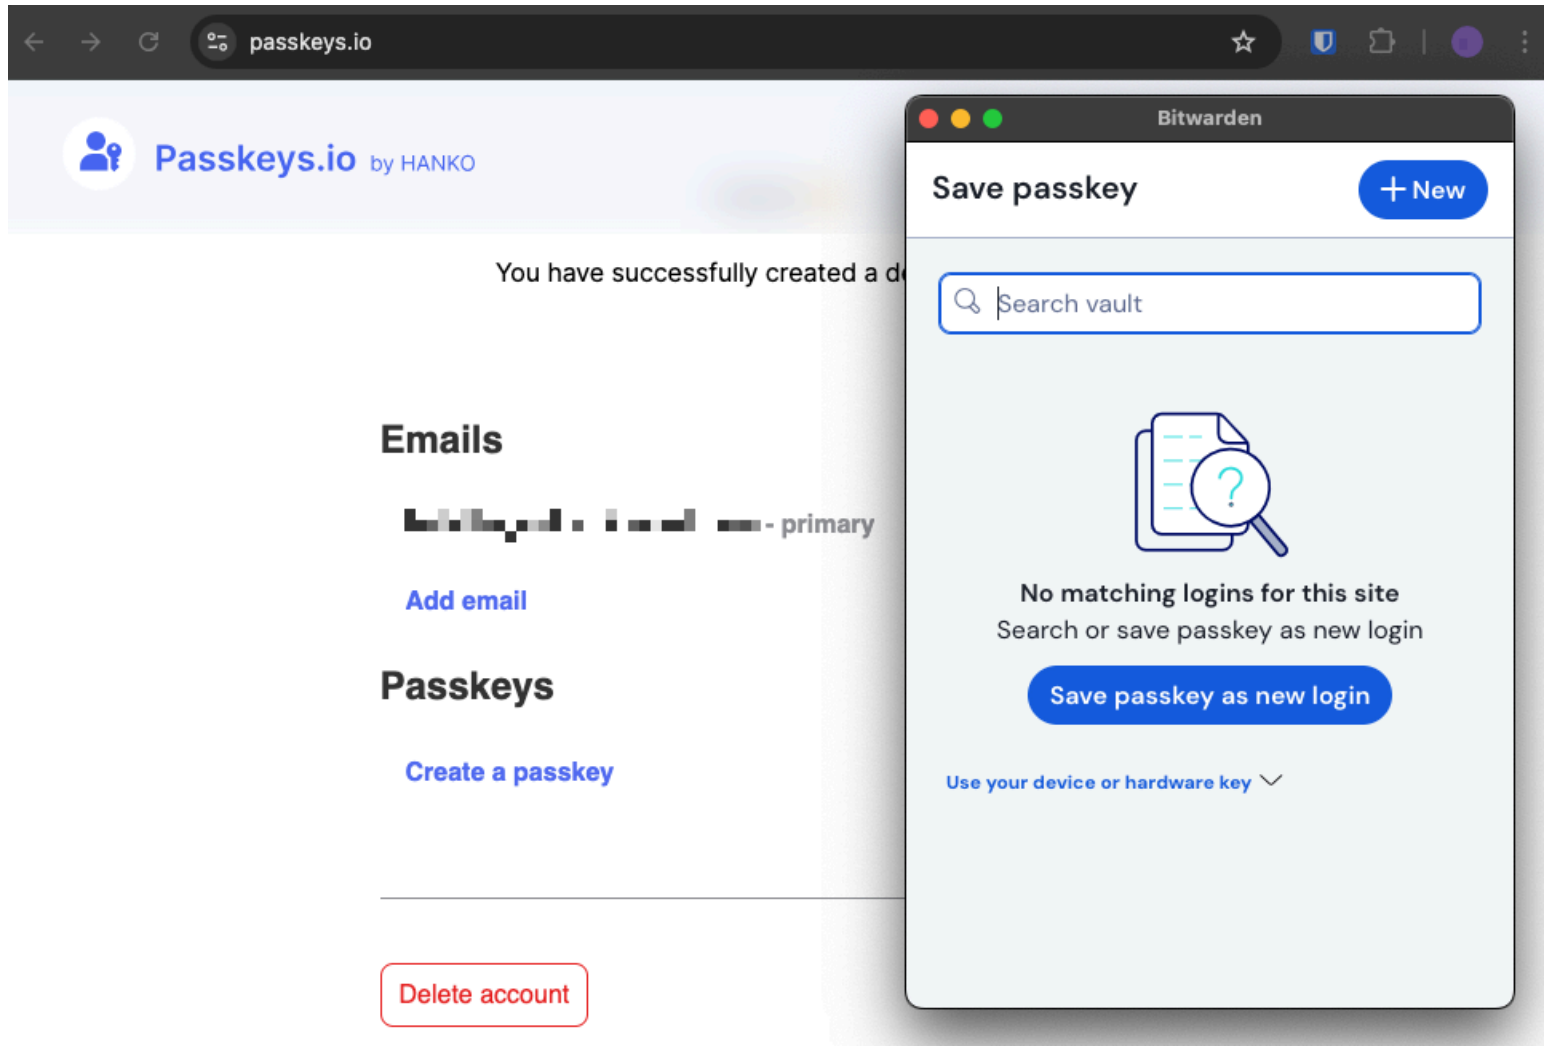 passkeys.io
Passkeys.io by HANKO
You have successfully created a d
Emails
- primary
Add email
Passkeys
Create a passkey
Delete account
Bitwarden
Save passkey
+ New
Search vault
?
No matching logins for this site
Search or save passkey as new login
Save passkey as new login
Use your device or hardware key